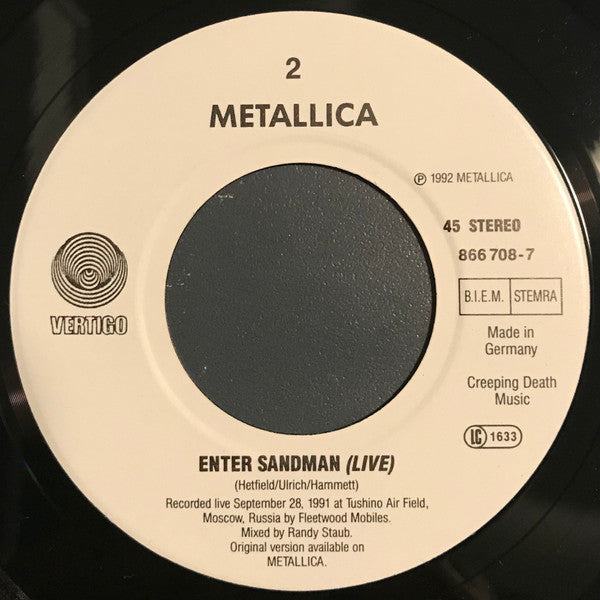 2
METALLICA
℗ 1992 METALLICA
45 STEREO
866 708-7
B.I.E.M. STEMRA
VERTIGO
Made in
Germany
Creeping Death
Music
LC 1633
ENTER SANDMAN (LIVE)
(Hetfield/Ulrich/Hammett)
Recorded live September 28, 1991 at Tushino Air Field,
Moscow, Russia by Fleetwood Mobiles.
Mixed by Randy Staub.
Original version available on
METALLICA.